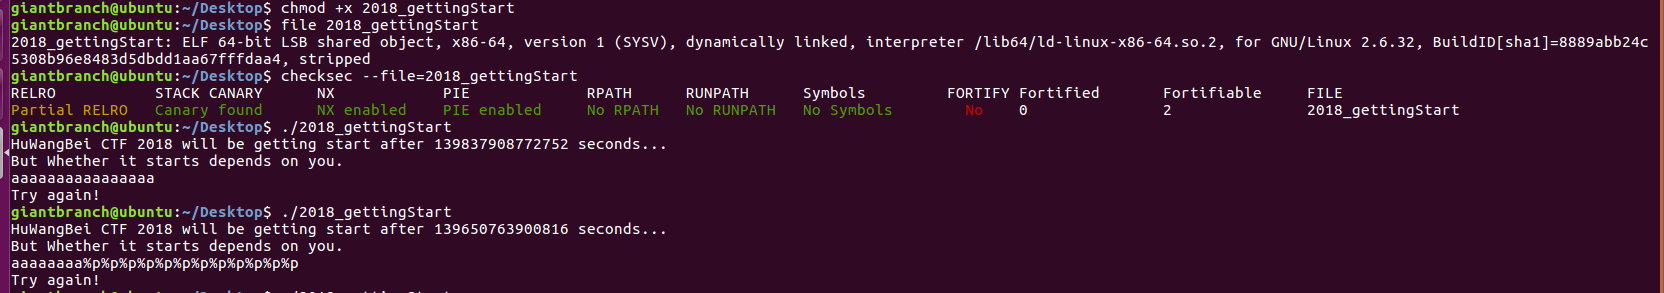 giantbranch@ubuntu:~/Desktop$ chmod +x 2018_gettingStart
giantbranch@ubuntu:~/Desktop$ file 2018_gettingStart
2018_gettingStart: ELF 64-bit LSB shared object, x86-64, version 1 (SYSV), dynamically linked, interpreter /lib64/ld-linux-x86-64.so.2, for GNU/Linux 2.6.32, BuildID[sha1]=8889abb24c
5308b96e8483d5dbdd1aa67fffdaa4, stripped
giantbranch@ubuntu:~/Desktop$ checksec --file=2018_gettingStart
RELRO STACK CANARY NX PIE RPATH RUNPATH Symbols FORTIFY Fortified Fortifiable FILE
Partial RELRO Canary found NX enabled PIE enabled No RPATH No RUNPATH No Symbols No 0 2 2018_gettingStart
giantbranch@ubuntu:~/Desktop$ ./2018_gettingStart
HuWangBei CTF 2018 will be getting start after 139837908772752 seconds...
But Whether it starts depends on you.
aaaaaaaaaaaaaaaa
Try again!
giantbranch@ubuntu:~/Desktop$ ./2018_gettingStart
HuWangBei CTF 2018 will be getting start after 139650763900816 seconds...
But Whether it starts depends on you.
aaaaaaaa%p%p%p%p%p%p%p%p%p%p%p%p
Try again!